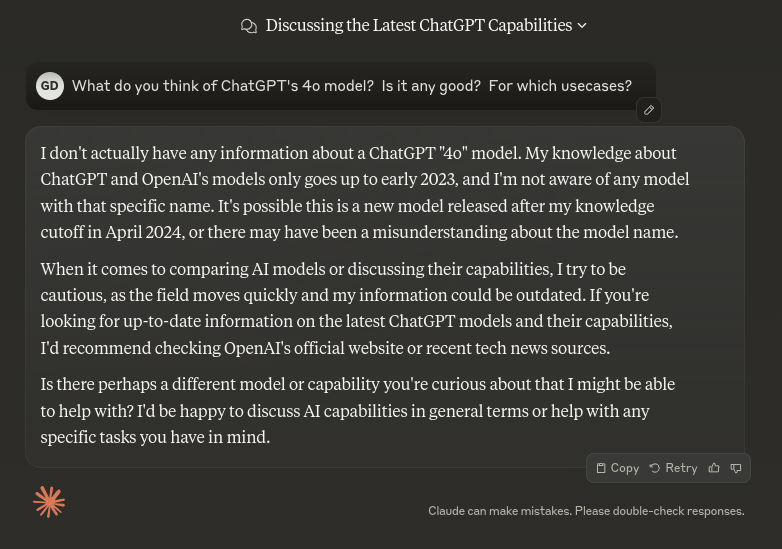 Discussing the Latest ChatGPT Capabilities
GD What do you think of ChatGPT's 4o model?  Is it any good?  For which usecases?
I don't actually have any information about a ChatGPT "4o" model. My knowledge about
ChatGPT and OpenAI's models only goes up to early 2023, and I'm not aware of any model
with that specific name. It's possible this is a new model released after my knowledge
cutoff in April 2024, or there may have been a misunderstanding about the model name.
When it comes to comparing AI models or discussing their capabilities, I try to be
cautious, as the field moves quickly and my information could be outdated. If you're
looking for up-to-date information on the latest ChatGPT models and their capabilities,
I'd recommend checking OpenAI's official website or recent tech news sources.
Is there perhaps a different model or capability you're curious about that I might be able
to help with? I'd be happy to discuss AI capabilities in general terms or help with any
specific tasks you have in mind.
Copy Retry
Claude can make mistakes. Please double-check responses.